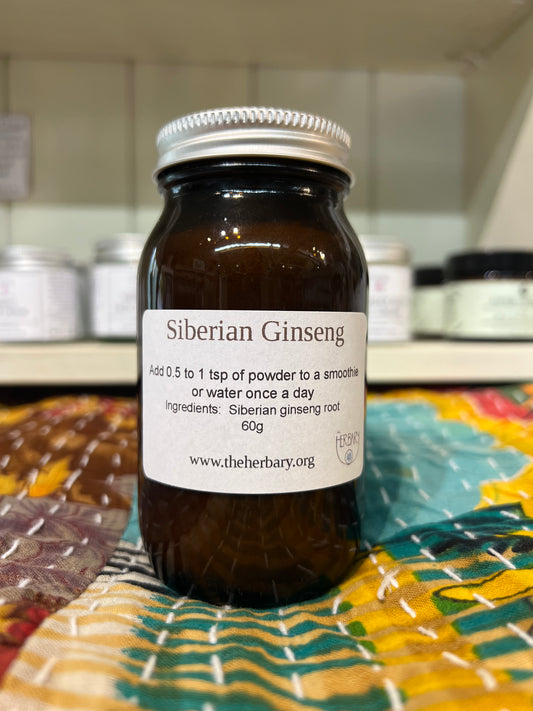 Siberian Ginseng
Add 0.5 to 1 tsp of powder to a smoothie
or water once a day
Ingredients:  Siberian ginseng root
60g
HERBARY
www.theherbary.org